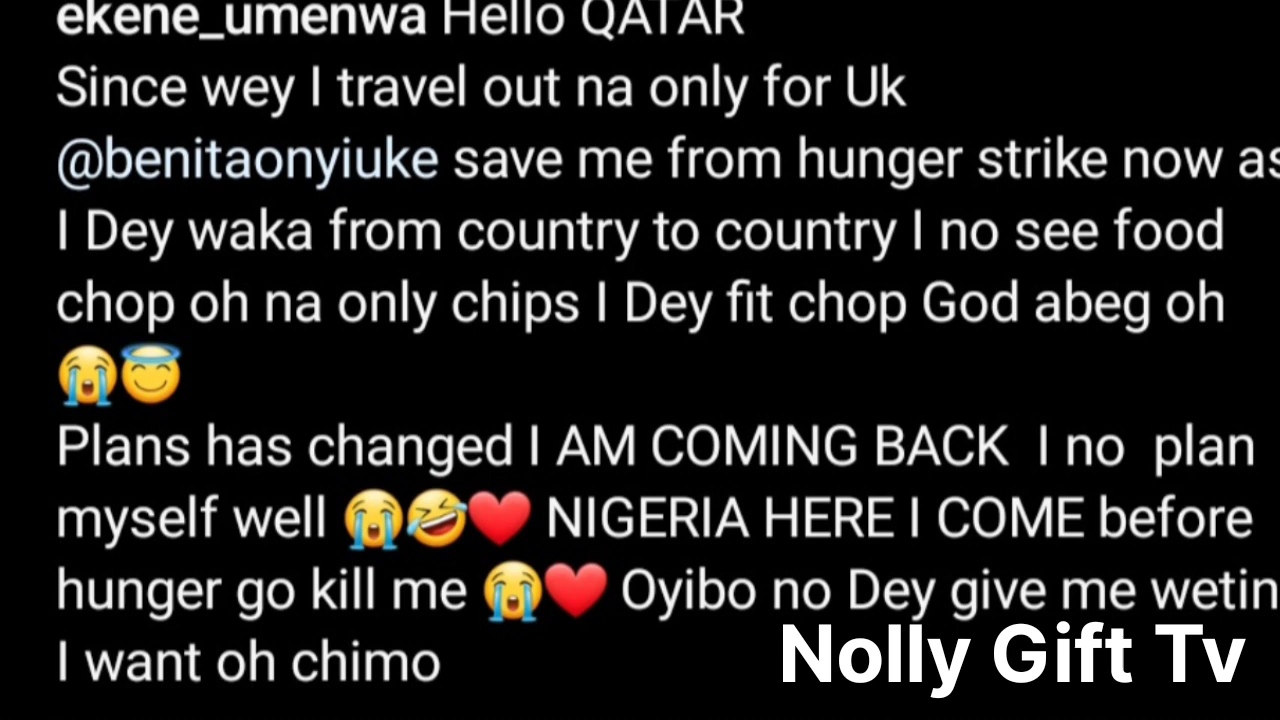 ekene_umenwa Hello QATAR
Since wey I travel out na only for Uk
@benitaonyiuke save me from hunger strike now as
I Dey waka from country to country I no see food
chop oh na only chips I Dey fit chop God abeg oh
😭😇
Plans has changed I AM COMING BACK  I no  plan
myself well 😭🤣❤️ NIGERIA HERE I COME before
hunger go kill me 😭❤️ Oyibo no Dey give me wetin
I want oh chimo
Nolly Gift Tv